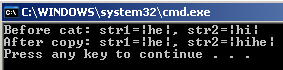 C:\WINDOWS\system32\cmd.exe
Before cat: str1=¦he¦, str2=¦hi¦
After copy: str1=¦he¦, str2=¦hihe¦
Press any key to continue . . .